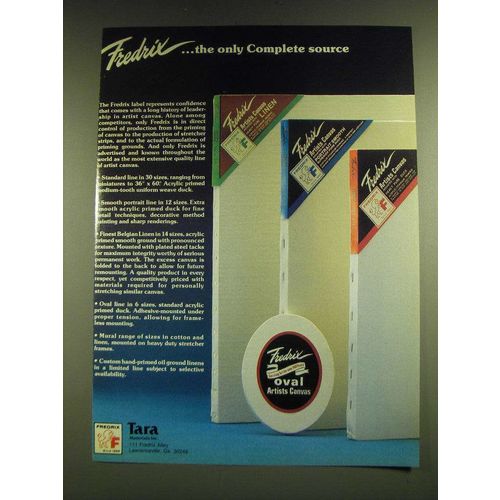 Fredrix ...the only Complete source
The Fredrix label represents confidence
that comes with a long history of leader-
ship in artist canvas. Alone among
competitors, only Fredrix is in direct
control of production from the priming
of canvas to the production of stretcher
strips, and to the actual formulation of
priming grounds. And only Fredrix is
advertised and known throughout the
world as the most extensive quality line
of artist canvas.
• Standard line in 30 sizes, ranging from
miniatures to 36" x 60" Acrylic primed
medium-tooth uniform weave duck.
• Smooth portrait line in 12 sizes. Extra
smooth acrylic primed duck for fine
detail techniques, decorative method
painting and sharp renderings.
• Finest Belgian Linen in 14 sizes, acrylic
primed smooth ground with pronounced
texture. Mounted with plated steel tacks
for maximum integrity worthy of serious
permanent work. The excess canvas is
folded to the back to allow for future
remounting. A quality product in every
respect, yet competitively priced with
materials required for personally
stretching similar canvas.
• Oval line in 6 sizes, standard acrylic
primed duck. Adhesive-mounted under
proper tension, allowing for frame-
less mounting.
• Mural range of sizes in cotton and
linen, mounted on heavy duty stretcher
frames.
• Custom hand-primed oil ground linens
in a limited line subject to selective
availability.
FREDRIX
F
Tara
Materials Inc.
111 Fredrix Alley
Lawrenceville, Ga. 30246
Fredrix
Artists Canvas
LINEN
F
Fredrix
Artists Canvas
F
Fredrix
Artists Canvas
F
Fredrix
oval
Artists Canvas